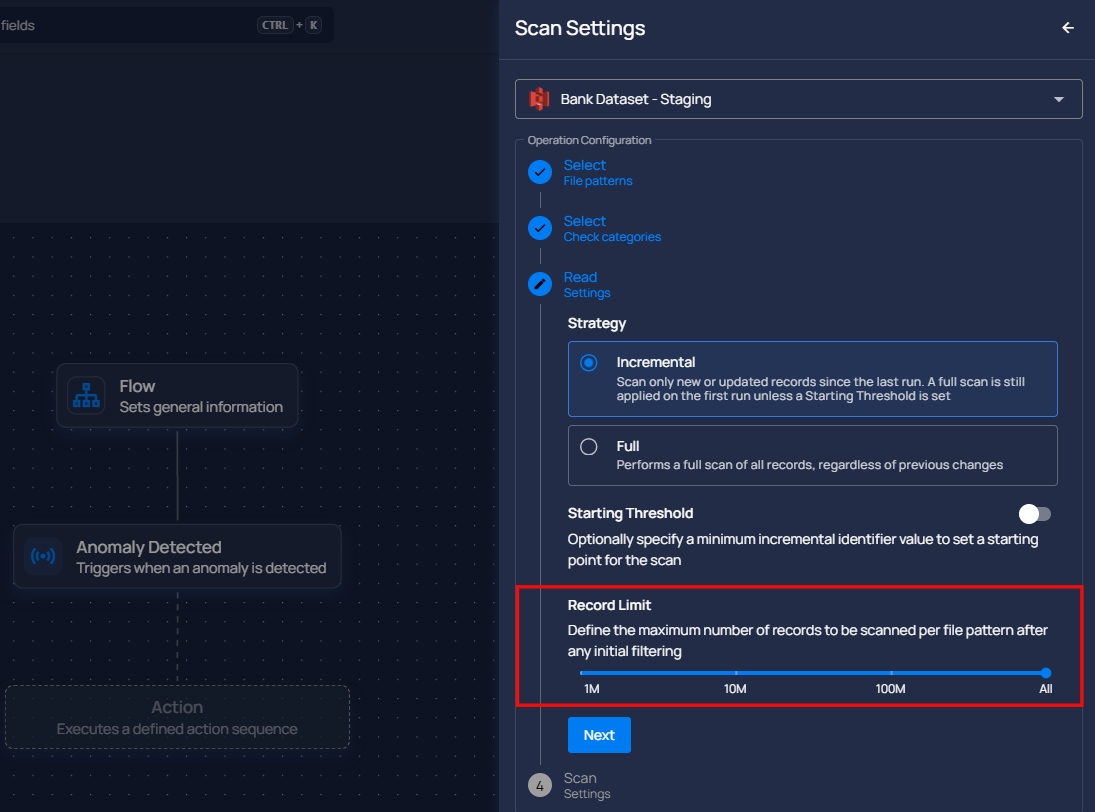 fields
CTRL + K
Flow
Sets general information
Anomaly Detected
Triggers when an anomaly is detected
Action
Executes a defined action sequence
Scan Settings
Bank Dataset - Staging
Operation Configuration
Select
File patterns
Select
Check categories
Read
Settings
Strategy
Incremental
Scan only new or updated records since the last run. A full scan is still
applied on the first run unless a Starting Threshold is set
Full
Performs a full scan of all records, regardless of previous changes
Starting Threshold
Optionally specify a minimum incremental identifier value to set a starting
point for the scan
Record Limit
Define the maximum number of records to be scanned per file pattern after
any initial filtering
1M 10M 100M All
Next
4
Scan
Settings